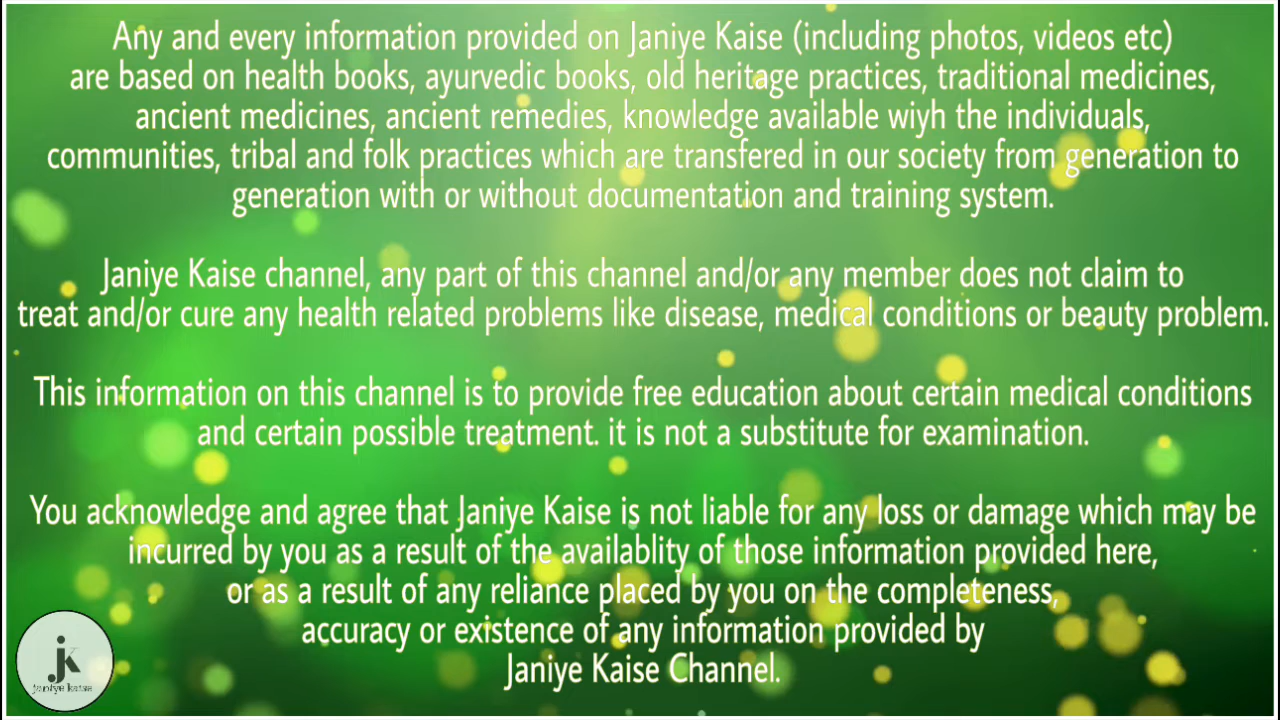 Any and every information provided on Janiye Kaise (including photos, videos etc)
are based on health books, ayurvedic books, old heritage practices, traditional medicines,
ancient medicines, ancient remedies, knowledge available wiyh the individuals,
communities, tribal and folk practices which are transfered in our society from generation to
generation with or without documentation and training system.
Janiye Kaise channel, any part of this channel and/or any member does not claim to
treat and/or cure any health related problems like disease, medical conditions or beauty problem.
This information on this channel is to provide free education about certain medical conditions
and certain possible treatment. it is not a substitute for examination.
You acknowledge and agree that Janiye Kaise is not liable for any loss or damage which may be
incurred by you as a result of the availablity of those information provided here,
or as a result of any reliance placed by you on the completeness,
accuracy or existence of any information provided by
Janiye Kaise Channel.
jk
janiye kaise